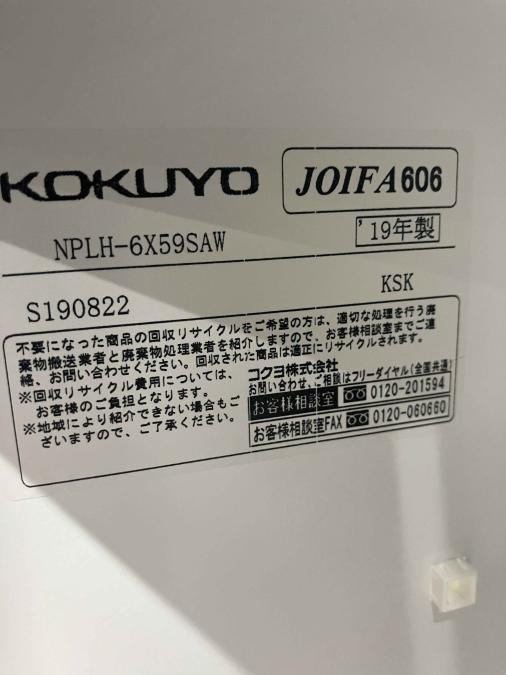 KOKUYO
JOIFA606
NPLH-6X59SAW
'19年製
S190822
KSK
不要になった商品の回収リサイクルをご希望の方は、適切な処理を行う廃
棄物搬送業者と廃棄物処理業者を紹介しますので、お客様相談室までご連
絡、お問い合わせください。回収された商品は適正にリサイクルされます。
※回収リサイクル費用については、
お客様のご負担となります。
※地域により紹介できない場合もご
ざいますので、ご了承ください。
コクヨ株式会社
お問い合わせ、ご相談はフリーダイヤル(全国共通)
お客様相談室 0120-201594
お客様相談室FAX 0120-060660